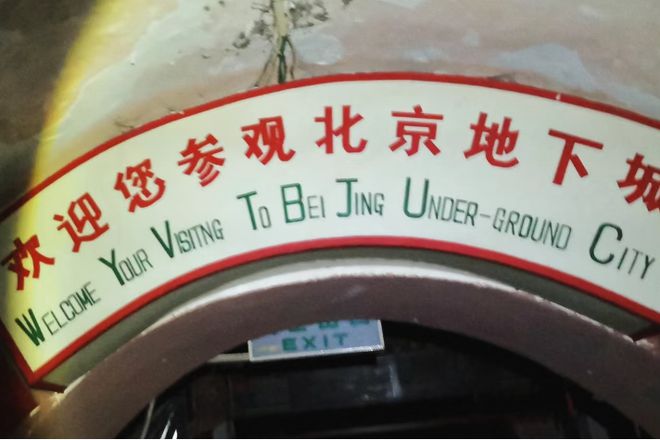 欢迎您参观北京地下城
WELCOME YOUR VISITNG TO BEI JING UNDER-GROUND CITY
EXIT